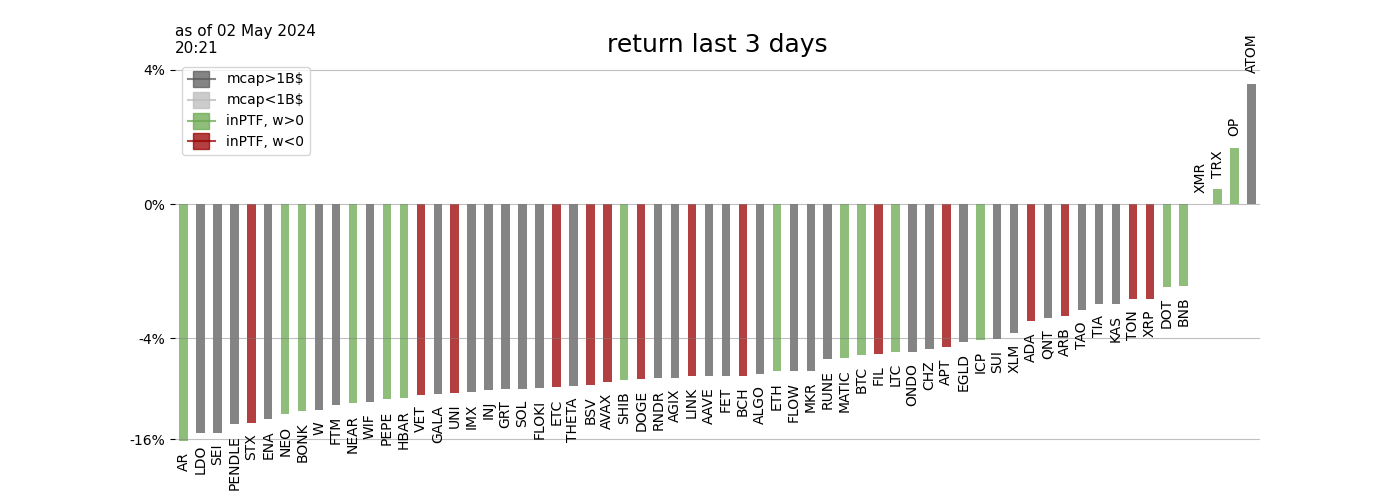 as of 02 May 2024
20:21
return last 3 days
mcap>1B$
mcap<1B$
inPTF, w>0
inPTF, w<0
4%
0%
-4%
-16%
AR
LDO
SEI
PENDLE
STX
ENA
NEO
BONK
W
FTM
NEAR
WIF
PEPE
HBAR
VET
GALA
UNI
IMX
INJ
GRT
SOL
FLOKI
ETC
THETA
BSV
AVAX
SHIB
DOGE
RNDR
AGIX
LINK
AAVE
FET
BCH
ALGO
ETH
FLOW
MKR
RUNE
MATIC
BTC
FIL
LTC
ONDO
CHZ
APT
EGLD
ICP
SUI
XLM
ADA
QNT
ARB
TAO
TIA
KAS
TON
XRP
DOT
BNB
XMR
TRX
OP
ATOM